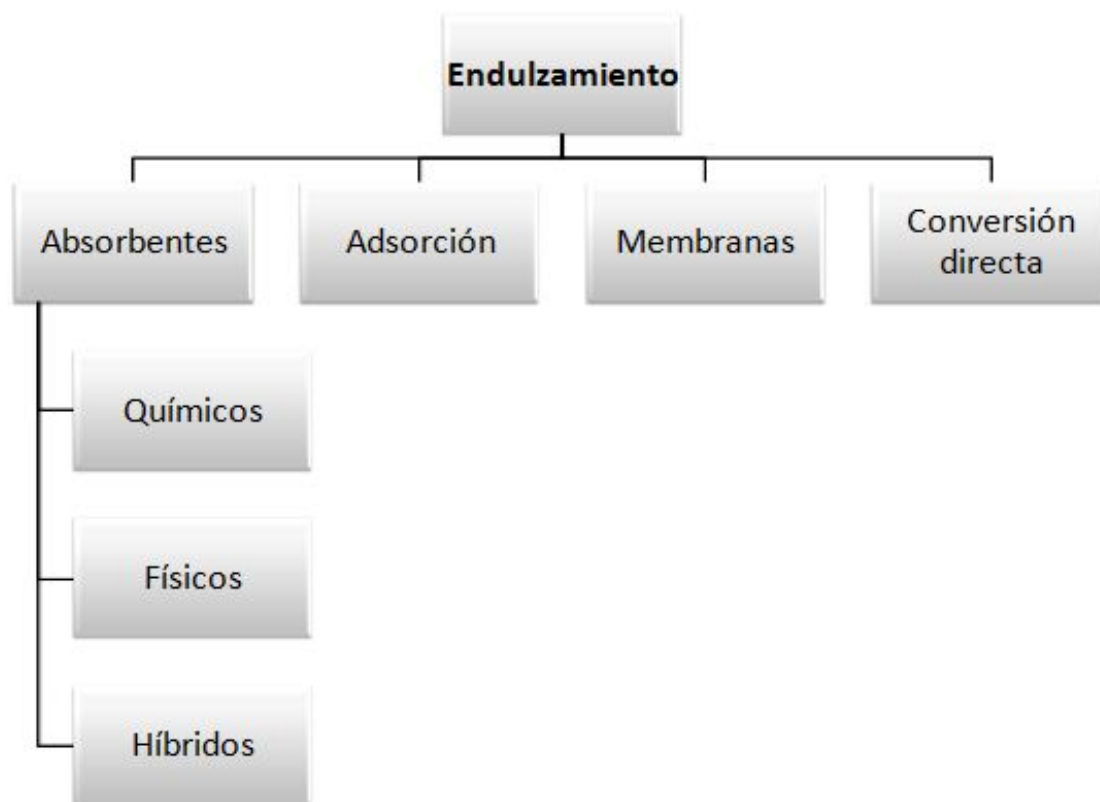 Endulzamiento
Absorbentes
Adsorción
Membranas
Conversión
directa
Químicos
Físicos
Híbridos